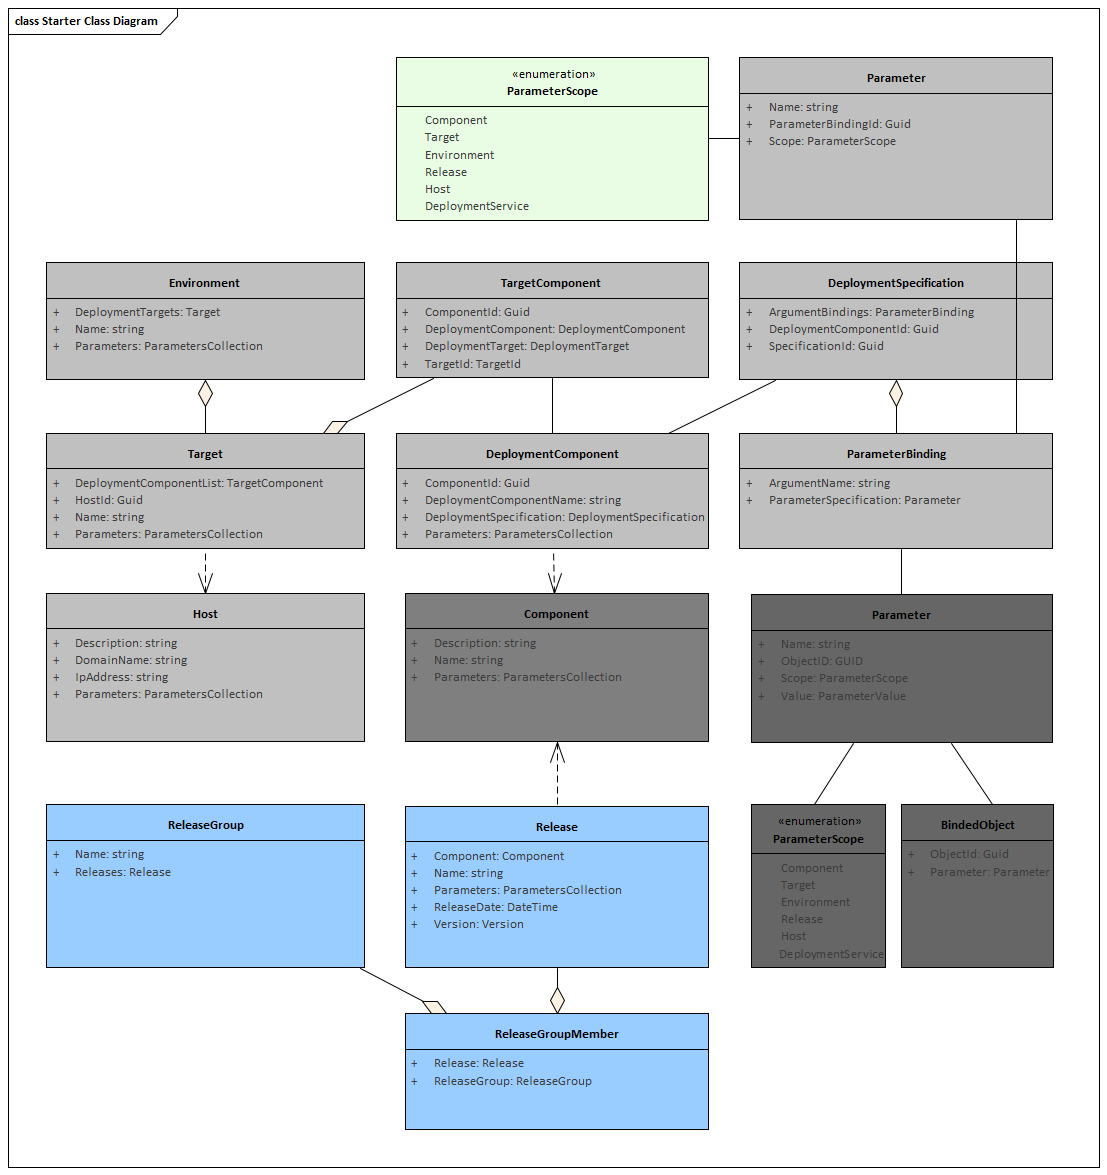 class Starter Class Diagram
«enumeration»
ParameterScope
Component
Target
Environment
Release
Host
DeploymentService
Parameter
+ Name: string
+ ParameterBindingId: Guid
+ Scope: ParameterScope
Environment
+ DeploymentTargets: Target
+ Name: string
+ Parameters: ParametersCollection
TargetComponent
+ ComponentId: Guid
+ DeploymentComponent: DeploymentComponent
+ DeploymentTarget: DeploymentTarget
+ TargetId: TargetId
DeploymentSpecification
+ ArgumentBindings: ParameterBinding
+ DeploymentComponentId: Guid
+ SpecificationId: Guid
Target
+ DeploymentComponentList: TargetComponent
+ HostId: Guid
+ Name: string
+ Parameters: ParametersCollection
DeploymentComponent
+ ComponentId: Guid
+ DeploymentComponentName: string
+ DeploymentSpecification: DeploymentSpecification
+ Parameters: ParametersCollection
ParameterBinding
+ ArgumentName: string
+ ParameterSpecification: Parameter
Host
+ Description: string
+ DomainName: string
+ IpAddress: string
+ Parameters: ParametersCollection
Component
+ Description: string
+ Name: string
+ Parameters: ParametersCollection
Parameter
+ Name: string
+ ObjectID: GUID
+ Scope: ParameterScope
+ Value: ParameterValue
ReleaseGroup
+ Name: string
+ Releases: Release
Release
+ Component: Component
+ Name: string
+ Parameters: ParametersCollection
+ ReleaseDate: DateTime
+ Version: Version
«enumeration»
ParameterScope
Component
Target
Environment
Release
Host
DeploymentService
BindedObject
+ ObjectId: Guid
+ Parameter: Parameter
ReleaseGroupMember
+ Release: Release
+ ReleaseGroup: ReleaseGroup